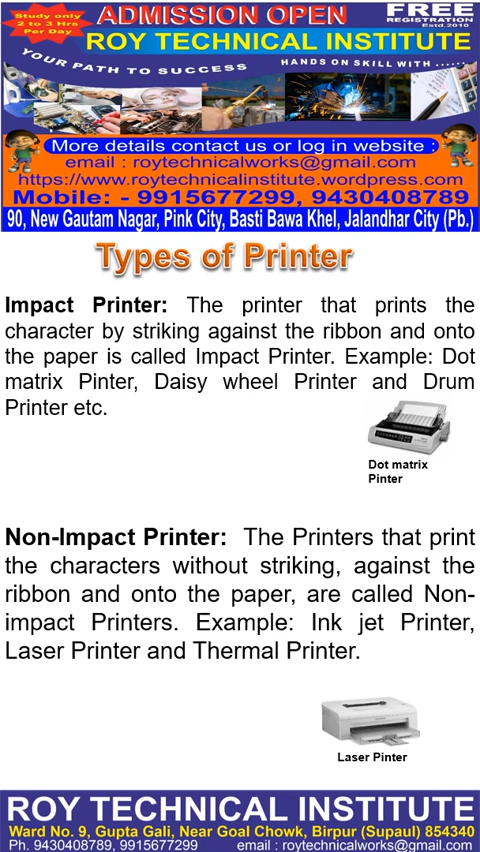 Study only
2 to 3 Hrs
Per Day
ADMISSION OPEN
FREE
REGISTRATION
Estd.2010
ROY TECHNICAL INSTITUTE
YOUR PATH TO SUCCESS
HANDS ON SKILL WITH ......
More details contact us or log in website :
email : roytechnicalworks@gmail.com
https://www.roytechnicalinstitute.wordpress.com
Mobile: - 9915677299, 9430408789
90, New Gautam Nagar, Pink City, Basti Bawa Khel, Jalandhar City (Pb.)
Types of Printer
Impact Printer: The printer that prints the
character by striking against the ribbon and onto
the paper is called Impact Printer. Example: Dot
matrix Pinter, Daisy wheel Printer and Drum
Printer etc.
Dot matrix
Pinter
Non-Impact Printer: The Printers that print
the characters without striking, against the
ribbon and onto the paper, are called Non-
impact Printers. Example: Ink jet Printer,
Laser Printer and Thermal Printer.
Laser Pinter
ROY TECHNICAL INSTITUTE
Ward No. 9, Gupta Gali, Near Goal Chowk, Birpur (Supaul) 854340
Ph. 9430408789, 9915677299 email : roytechnicalworks@gmail.com